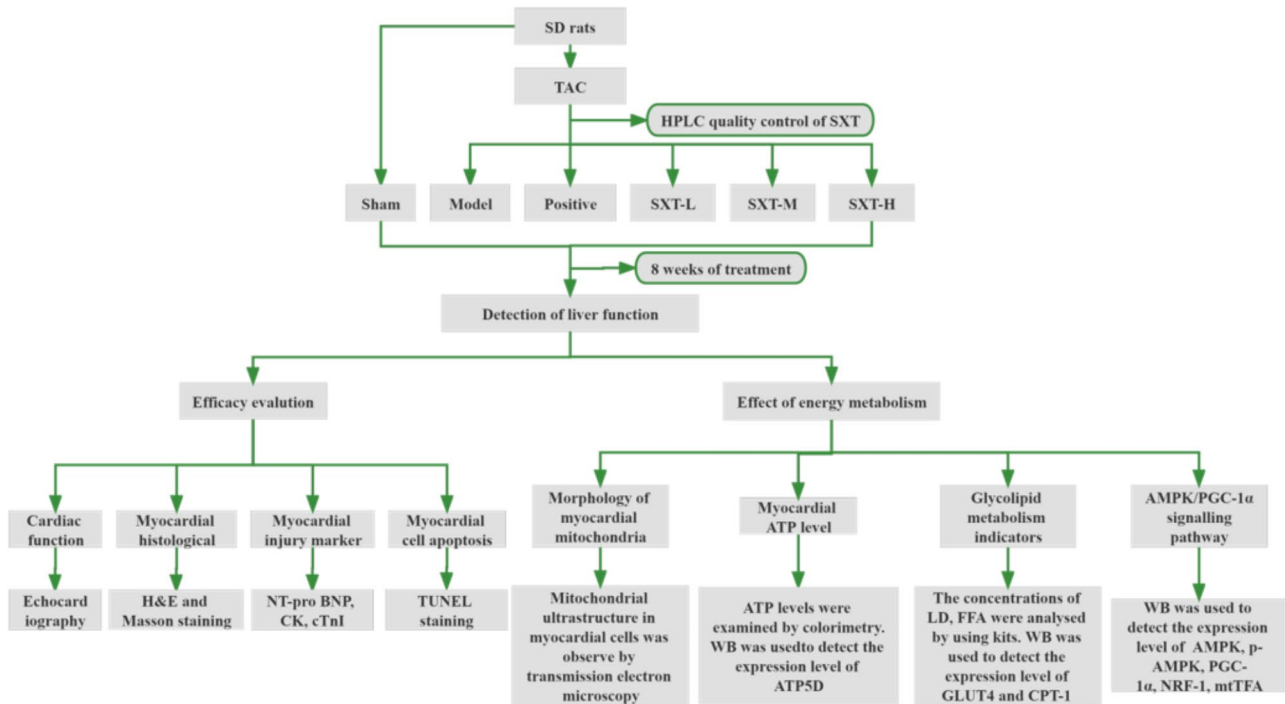 SD rats
TAC
HPLC quality control of SXT
Sham
Model
Positive
SXT-L
SXT-M
SXT-H
8 weeks of treatment
Detection of liver function
Efficacy evalution
Effect of energy metabolism
Cardiac
function
Myocardial
histological
Myocardial
injury marker
Myocardial
cell apoptosis
Morphology of
myocardial
mitochondria
Myocardial
ATP level
Glycolipid
metabolism
indicators
AMPK/PGC-1α
signalling
pathway
Echocard
iography
H&E and
Masson staining
NT-pro BNP,
CK, cTnI
TUNEL
staining
Mitochondrial
ultrastructure in
myocardial cells was
observe by
transmission electron
microscopy
ATP levels were
examined by colorimetry.
WB was usedto detect the
expression level of
ATP5D
The concentrations of
LD, FFA were analysed
by using kits. WB was
used to detect the
expression level of
GLUT4 and CPT-1
WB was used to
detect the expression
level of AMPK, p-
AMPK, PGC-
1α, NRF-1, mtTFA